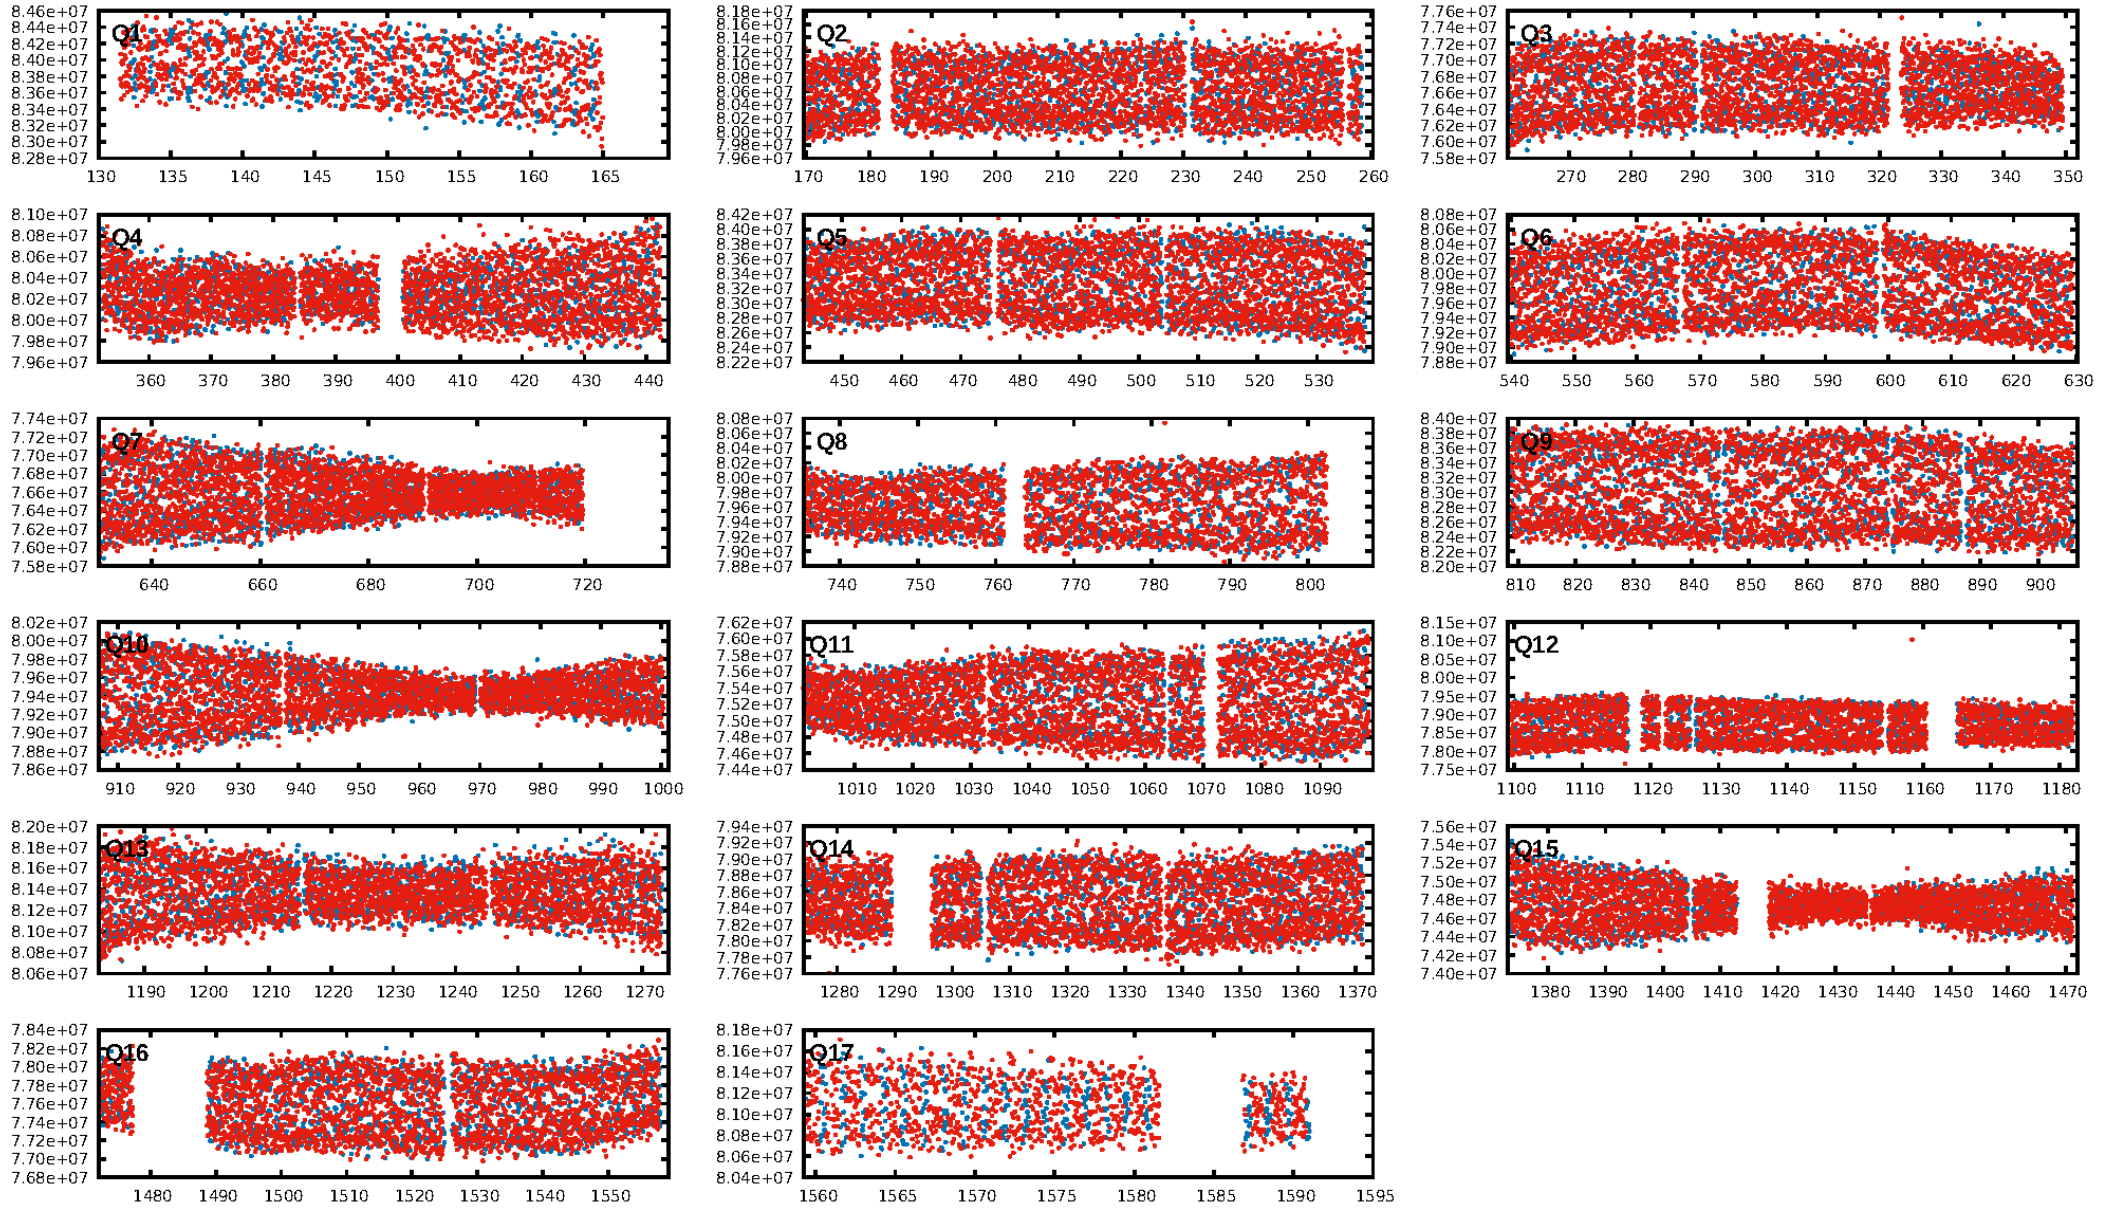 Q1
8.46e+07
8.44e+07
8.42e+07
8.40e+07
8.38e+07
8.36e+07
8.34e+07
8.32e+07
8.30e+07
8.28e+07
130 135 140 145 150 155 160 165
Q2
8.18e+07
8.16e+07
8.14e+07
8.12e+07
8.10e+07
8.08e+07
8.06e+07
8.04e+07
8.02e+07
8.00e+07
7.98e+07
7.96e+07
170 180 190 200 210 220 230 240 250 260
Q3
7.76e+07
7.74e+07
7.72e+07
7.70e+07
7.68e+07
7.66e+07
7.64e+07
7.62e+07
7.60e+07
7.58e+07
270 280 290 300 310 320 330 340 350
Q4
8.10e+07
8.08e+07
8.06e+07
8.04e+07
8.02e+07
8.00e+07
7.98e+07
7.96e+07
360 370 380 390 400 410 420 430 440
Q5
8.42e+07
8.40e+07
8.38e+07
8.36e+07
8.34e+07
8.32e+07
8.30e+07
8.28e+07
8.26e+07
8.24e+07
8.22e+07
450 460 470 480 490 500 510 520 530
Q6
8.08e+07
8.06e+07
8.04e+07
8.02e+07
8.00e+07
7.98e+07
7.96e+07
7.94e+07
7.92e+07
7.90e+07
7.88e+07
540 550 560 570 580 590 600 610 620 630
Q7
7.74e+07
7.72e+07
7.70e+07
7.68e+07
7.66e+07
7.64e+07
7.62e+07
7.60e+07
7.58e+07
640 660 680 700 720
Q8
8.08e+07
8.06e+07
8.04e+07
8.02e+07
8.00e+07
7.98e+07
7.96e+07
7.94e+07
7.92e+07
7.90e+07
7.88e+07
740 750 760 770 780 790 800
Q9
8.40e+07
8.38e+07
8.36e+07
8.34e+07
8.32e+07
8.30e+07
8.28e+07
8.26e+07
8.24e+07
8.22e+07
8.20e+07
810 820 830 840 850 860 870 880 890 900
Q10
8.02e+07
8.00e+07
7.98e+07
7.96e+07
7.94e+07
7.92e+07
7.90e+07
7.88e+07
7.86e+07
910 920 930 940 950 960 970 980 990 1000
Q11
7.62e+07
7.60e+07
7.58e+07
7.56e+07
7.54e+07
7.52e+07
7.50e+07
7.48e+07
7.46e+07
7.44e+07
1010 1020 1030 1040 1050 1060 1070 1080 1090
Q12
8.15e+07
8.10e+07
8.05e+07
8.00e+07
7.95e+07
7.90e+07
7.85e+07
7.80e+07
7.75e+07
1100 1110 1120 1130 1140 1150 1160 1170 1180
Q13
8.20e+07
8.18e+07
8.16e+07
8.14e+07
8.12e+07
8.10e+07
8.08e+07
8.06e+07
1190 1200 1210 1220 1230 1240 1250 1260 1270
Q14
7.94e+07
7.92e+07
7.90e+07
7.88e+07
7.86e+07
7.84e+07
7.82e+07
7.80e+07
7.78e+07
7.76e+07
1280 1290 1300 1310 1320 1330 1340 1350 1360 1370
Q15
7.56e+07
7.54e+07
7.52e+07
7.50e+07
7.48e+07
7.46e+07
7.44e+07
7.42e+07
7.40e+07
1380 1390 1400 1410 1420 1430 1440 1450 1460 1470
Q16
7.84e+07
7.82e+07
7.80e+07
7.78e+07
7.76e+07
7.74e+07
7.72e+07
7.70e+07
7.68e+07
1480 1490 1500 1510 1520 1530 1540 1550
Q17
8.18e+07
8.16e+07
8.14e+07
8.12e+07
8.10e+07
8.08e+07
8.06e+07
8.04e+07
1560 1565 1570 1575 1580 1585 1590 1595